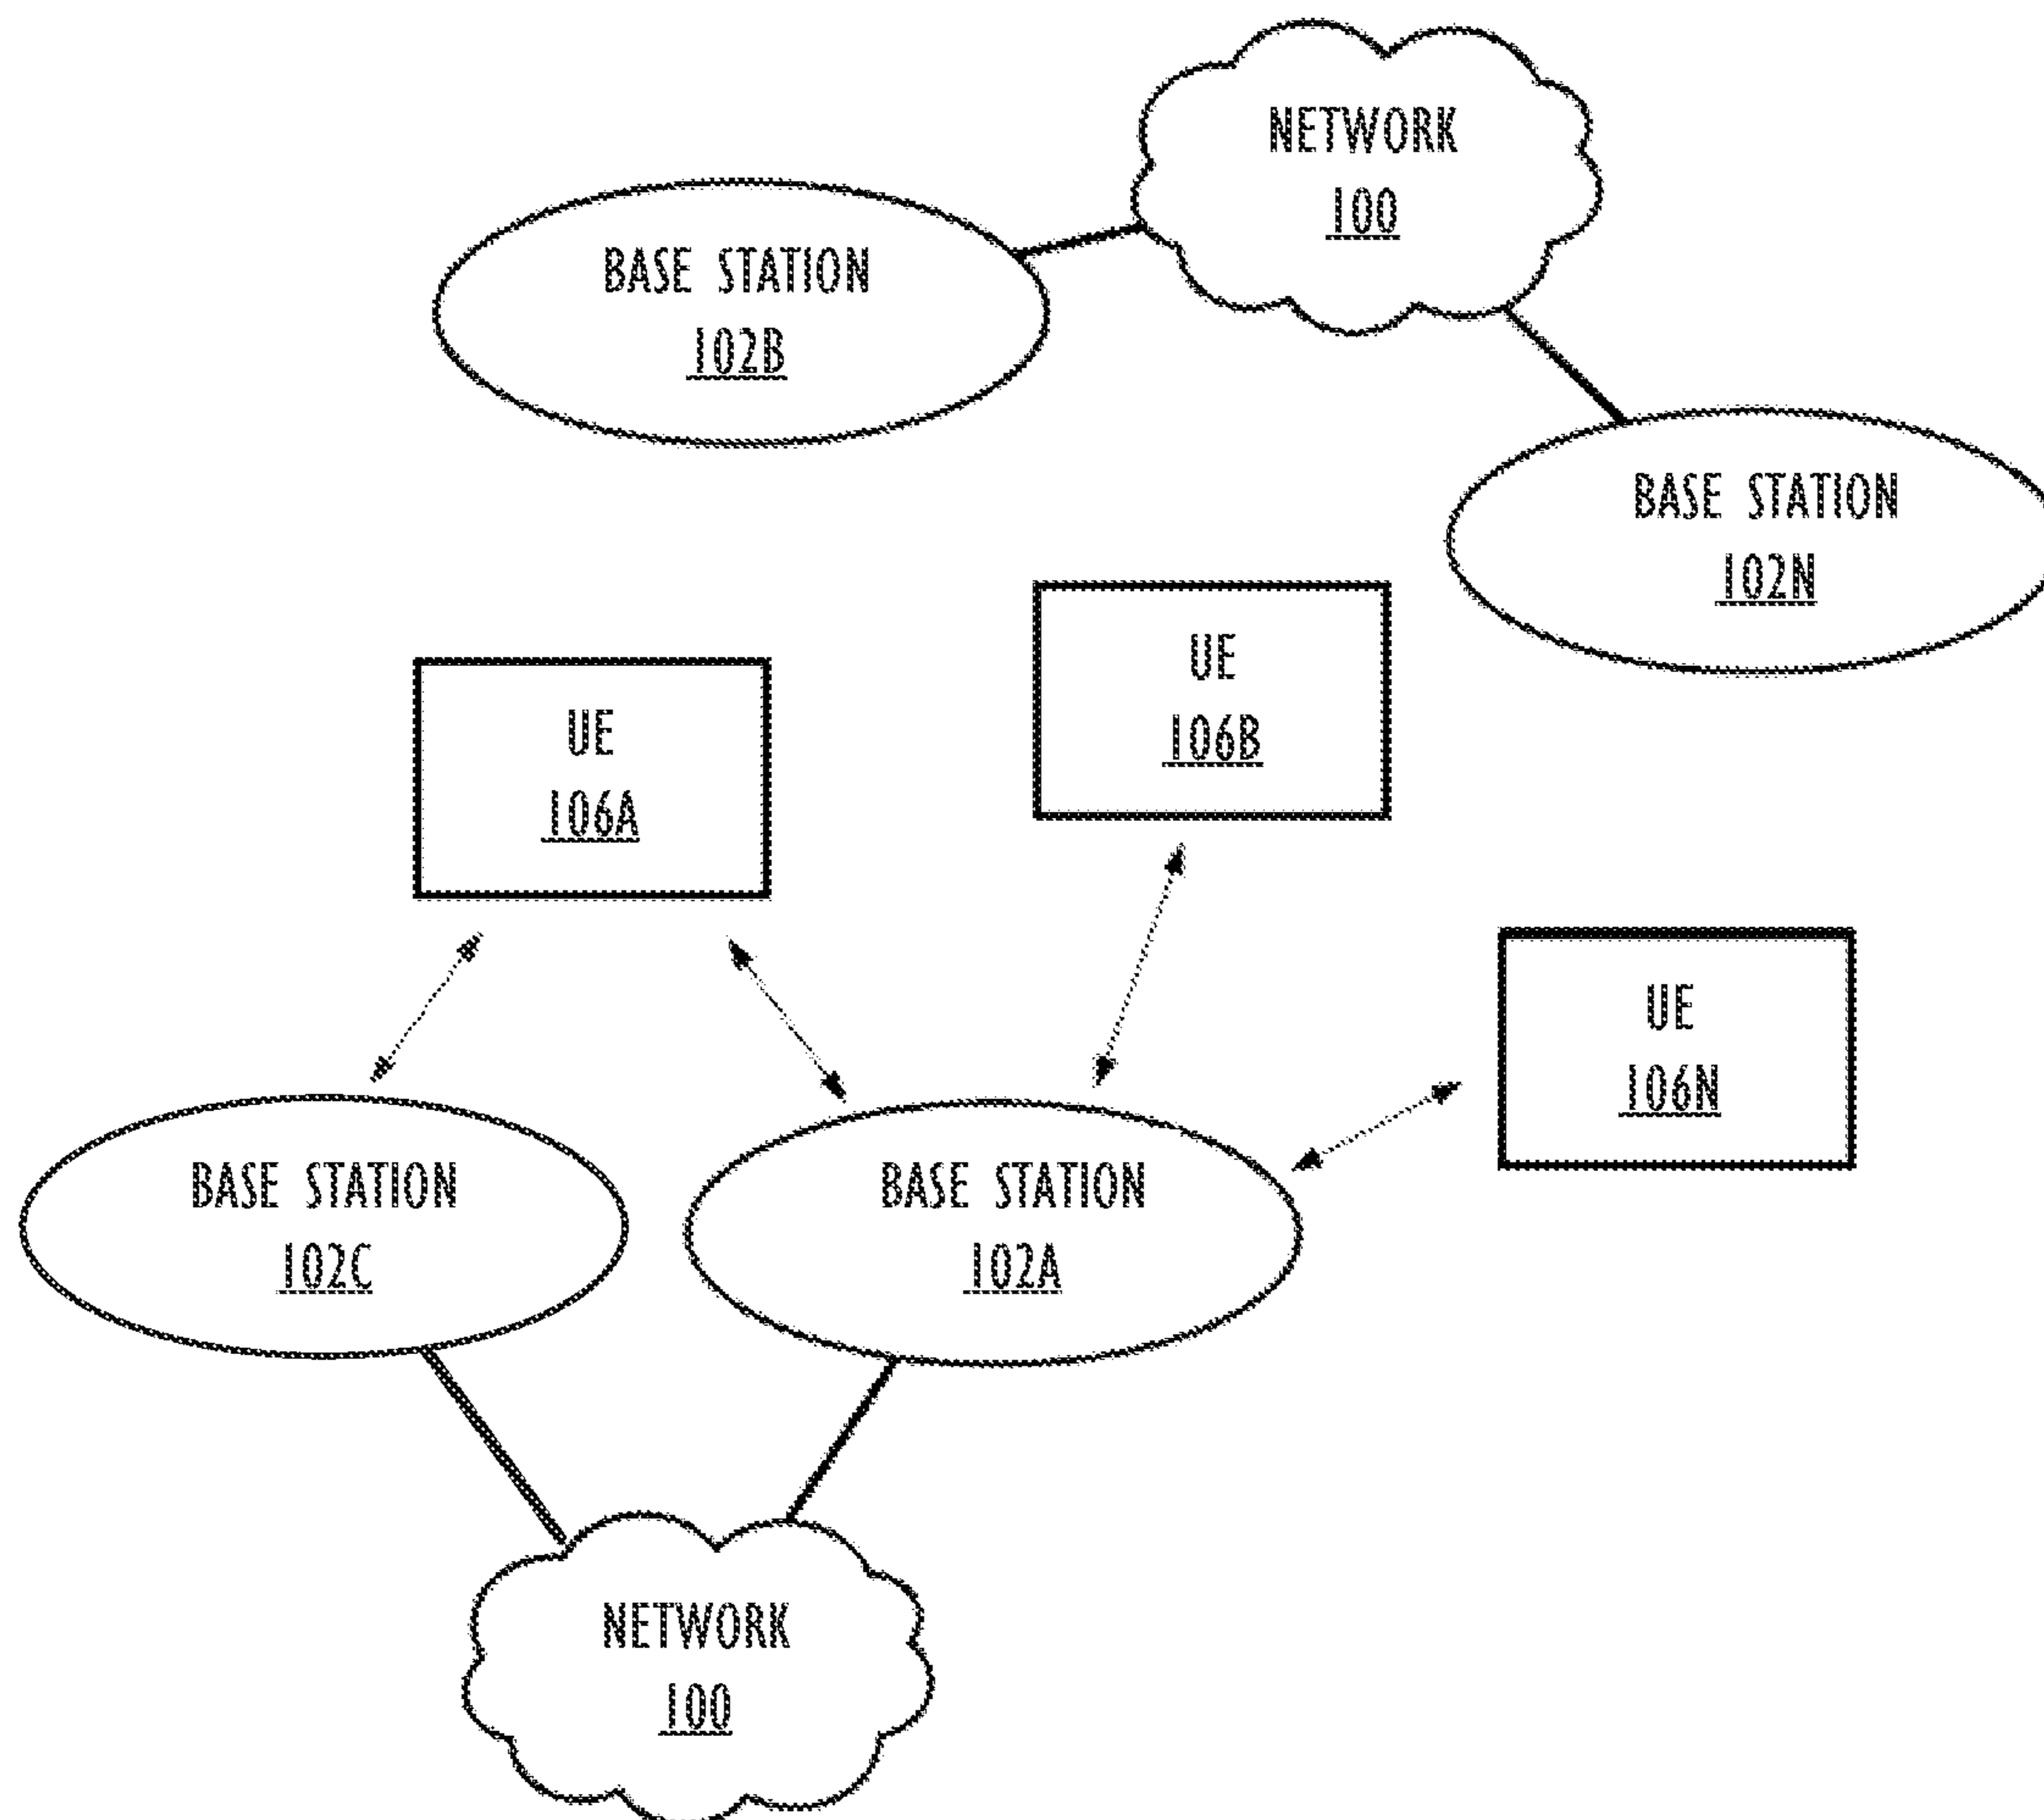 NETWORK
100
BASE STATION
102B
BASE STATION
102N
UE
106B
UE
106A
UE
106N
BASE STATION
102C
BASE STATION
102A
NETWORK
100